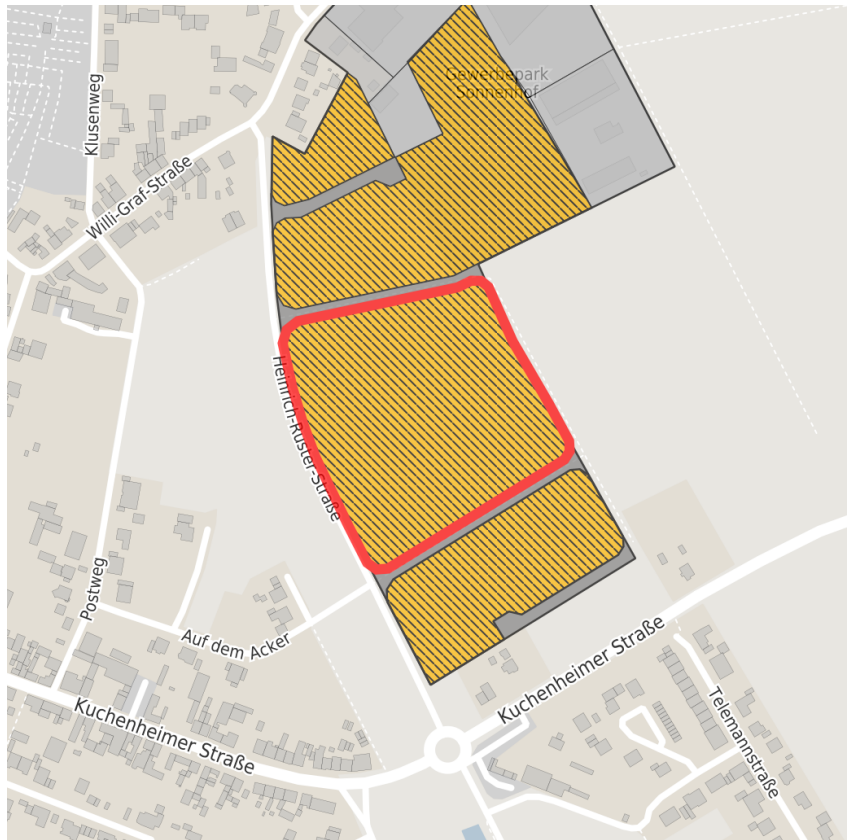 Gewerbepark
Sonnenhof
Klusenweg
Willi-Graf-Straße
Heinrich-Ruster-Straße
Postweg
Auf dem Acker
Kuchenheimer Straße
Kuchenheimer Straße
Telemannstraße